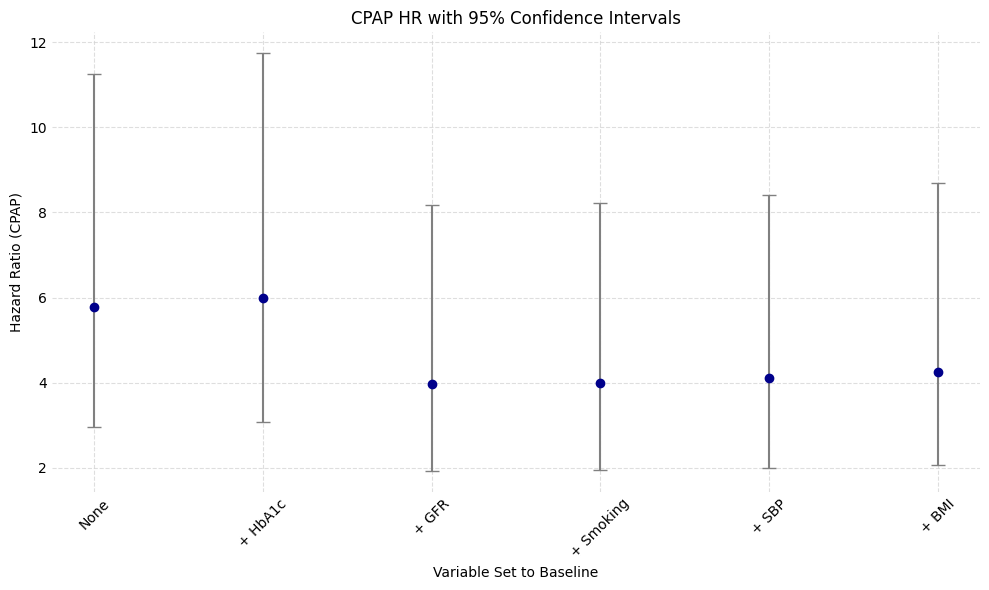 CPAP HR with 95% Confidence Intervals
Hazard Ratio (CPAP)
12
10
8
6
4
2
None
+ HbA1c
+ GFR
+ Smoking
+ SBP
+ BMI
Variable Set to Baseline